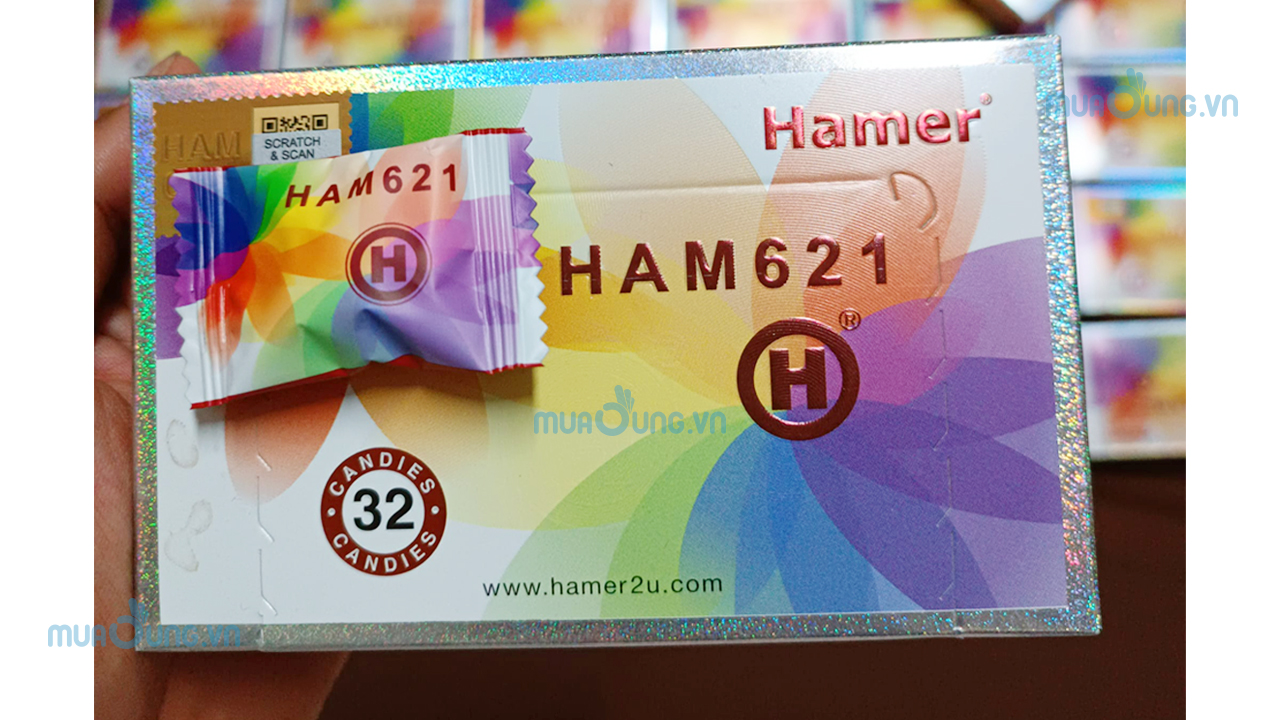 HAM
SCRATCH
& SCAN
Hamer®
HAM621
H
HAM621
H®
CANDIES
32
CANDIES
www.hamer2u.com
muaDung.vn
muaDung.vn
muaDung.vn